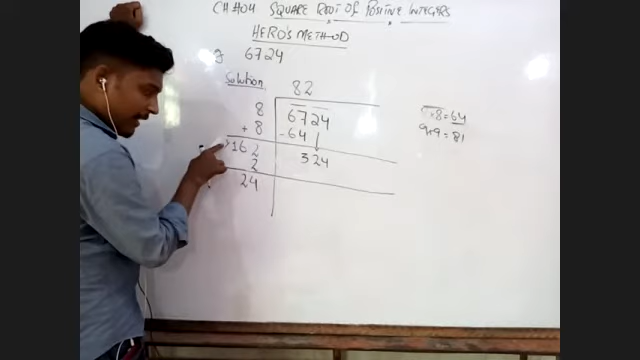 CH#04 SQUARE ROOT OF POSITIVE INTEGERS
HERO'S METHOD
6724
Solution
82
8 6724
+ 8 -64
162 324
2
24
+8=64
9+9=81